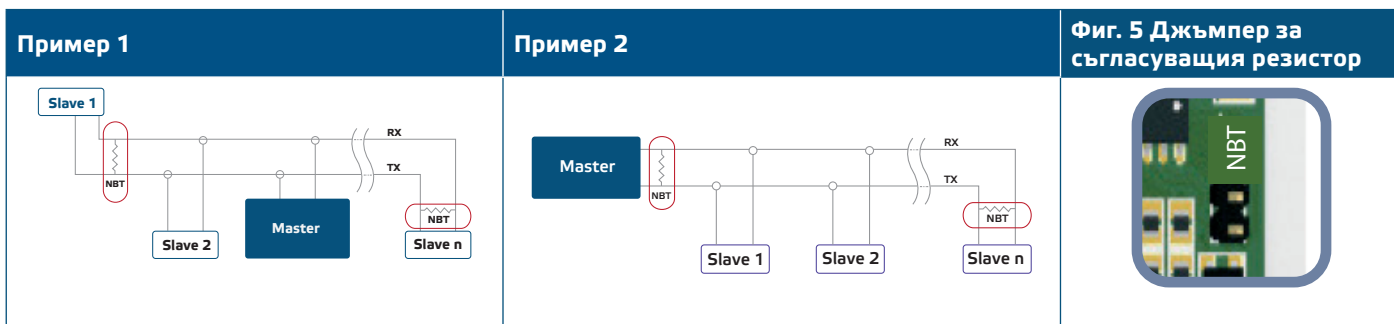 Пример 1
Пример 2
Фиг. 5 Джъмпер за
съгласуващия резистор
Slave 1
RX
TX
NBT
NBT
Slave 2
Master
Slave n
Master
RX
TX
NBT
NBT
Slave 1
Slave 2
Slave n
NBT